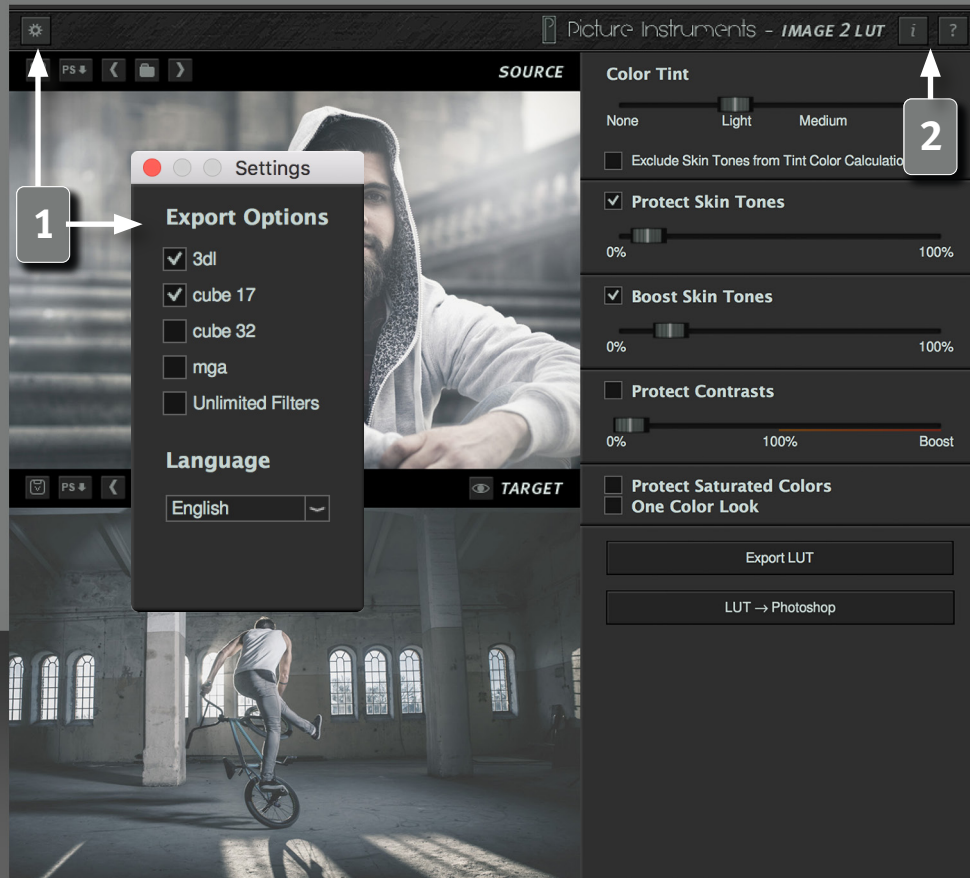 Picture Instruments – IMAGE 2 LUT i ?
PS
SOURCE
Color Tint
None Light Medium
2
Exclude Skin Tones from Tint Color Calculatio
Protect Skin Tones
0% 100%
Boost Skin Tones
0% 100%
Protect Contrasts
0% 100% Boost
Protect Saturated Colors
One Color Look
Export LUT
LUT → Photoshop
1
Settings
Export Options
3dl
cube 17
cube 32
mga
Unlimited Filters
Language
English
PS
TARGET